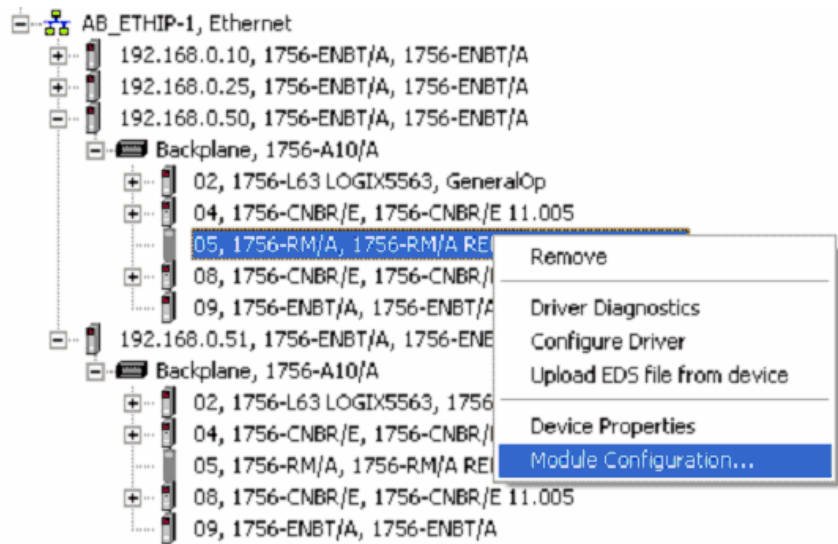 AB_ETHIP-1, Ethernet
192.168.0.10, 1756-ENBT/A, 1756-ENBT/A
192.168.0.25, 1756-ENBT/A, 1756-ENBT/A
192.168.0.50, 1756-ENBT/A, 1756-ENBT/A
Backplane, 1756-A10/A
02, 1756-L63 LOGIX5563, GeneralOp
04, 1756-CNBR/E, 1756-CNBR/E 11.005
05, 1756-RM/A, 1756-RM/A RE
08, 1756-CNBR/E, 1756-CNBR/
09, 1756-ENBT/A, 1756-ENBT/A
192.168.0.51, 1756-ENBT/A, 1756-ENB
Backplane, 1756-A10/A
02, 1756-L63 LOGIX5563, 1756
04, 1756-CNBR/E, 1756-CNBR/
05, 1756-RM/A, 1756-RM/A RE
08, 1756-CNBR/E, 1756-CNBR/E 11.005
09, 1756-ENBT/A, 1756-ENBT/A
Remove
Driver Diagnostics
Configure Driver
Upload EDS file from device
Device Properties
Module Configuration...